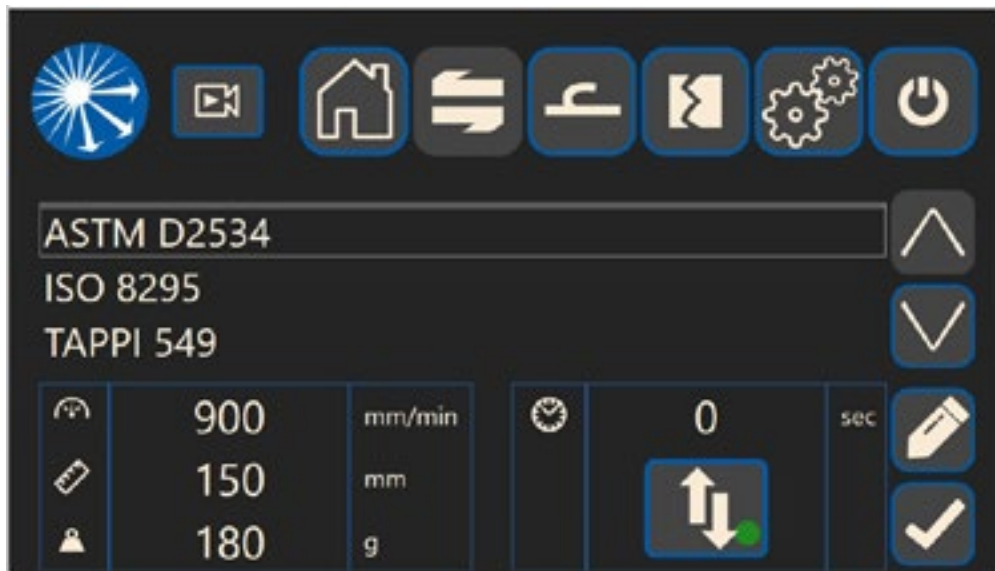 ASTM D2534
ISO 8295
TAPPI 549
900 mm/min
0 sec
150 mm
180 g